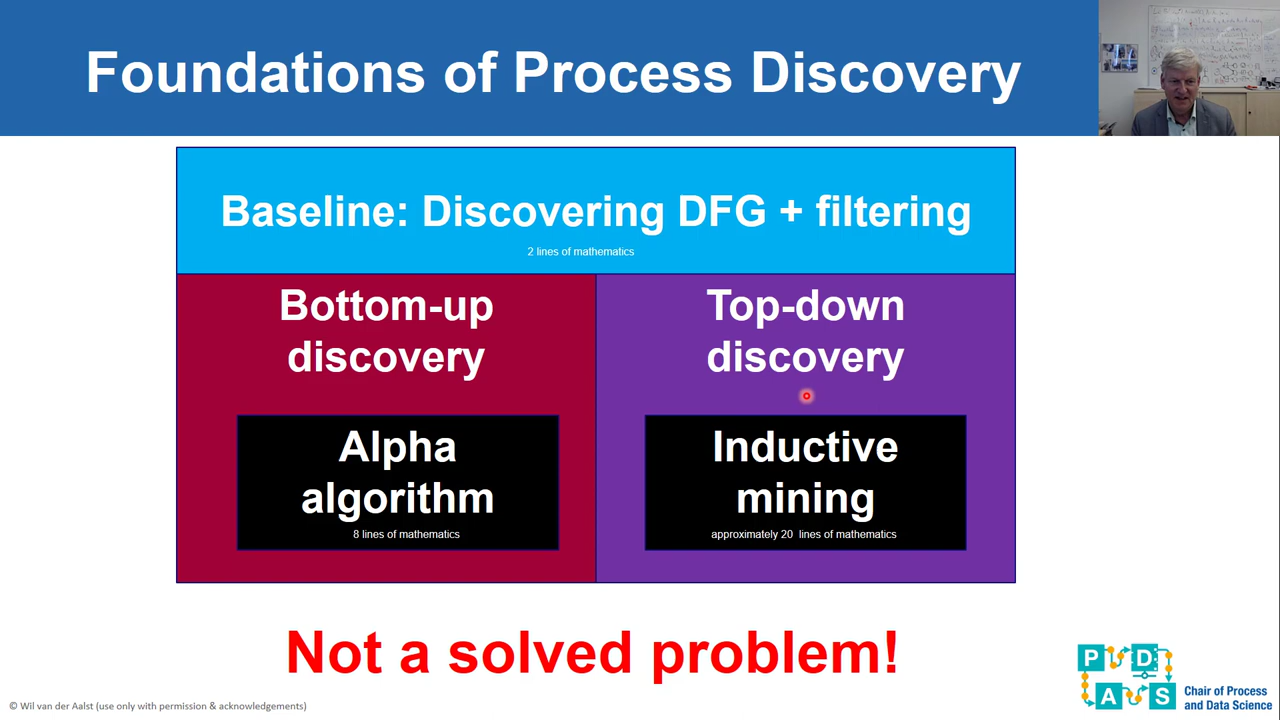 Foundations of Process Discovery
Baseline: Discovering DFG + filtering
2 lines of mathematics
Bottom-up
discovery
Alpha
algorithm
8 lines of mathematics
Top-down
discovery
Inductive
mining
approximately 20 lines of mathematics
Not a solved problem!
P D
A S
Chair of Process
and Data Science
© Wil van der Aalst (use only with permission & acknowledgements)